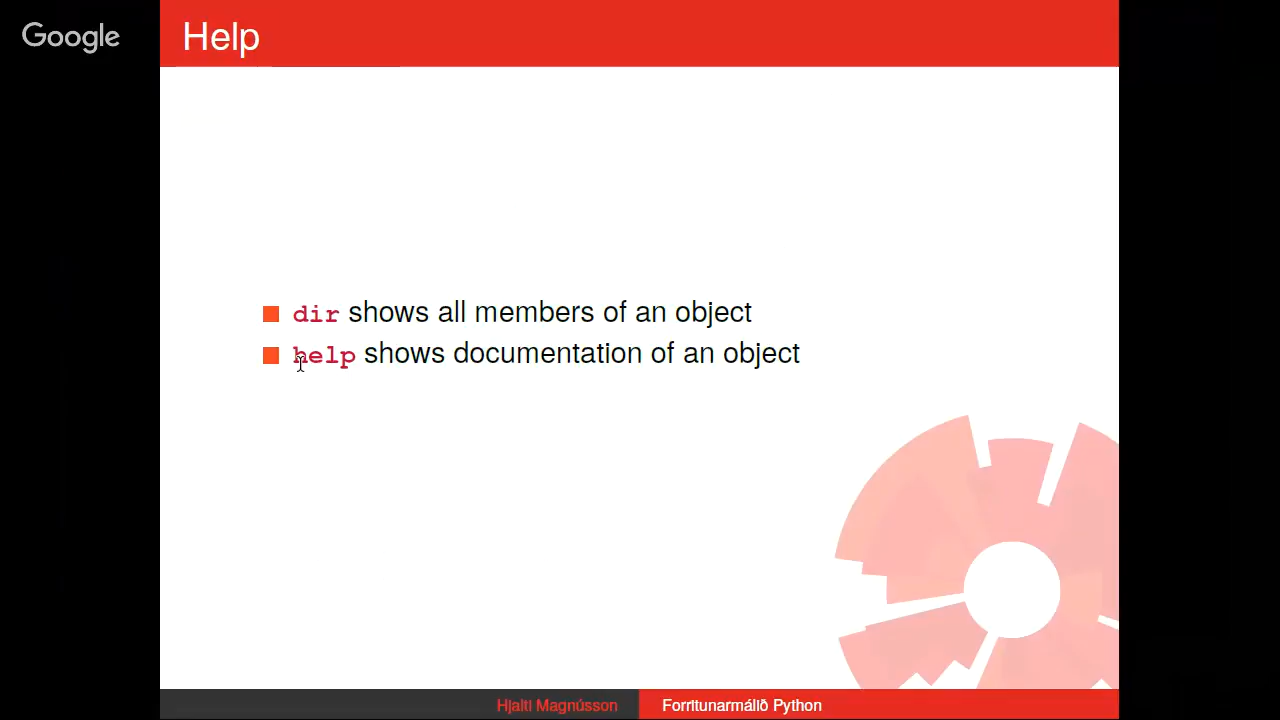 Google
Help
dir shows all members of an object
help shows documentation of an object
Hjalti Magnússon
Forritunarmálið Python